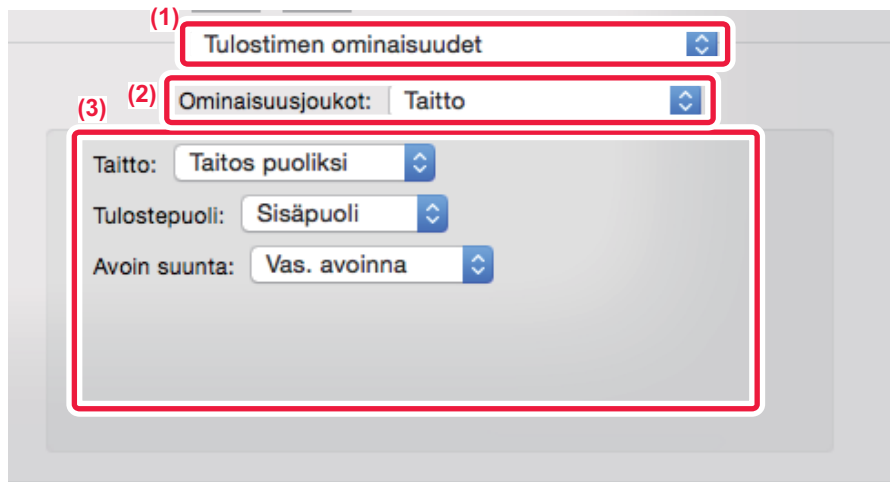 (1)
Tulostimen ominaisuudet
(2) Ominaisuusjoukot: Taitto
(3)
Taitto: Taitos puoliksi
Tulostepuoli: Sisäpuoli
Avoin suunta: Vas. avoinna